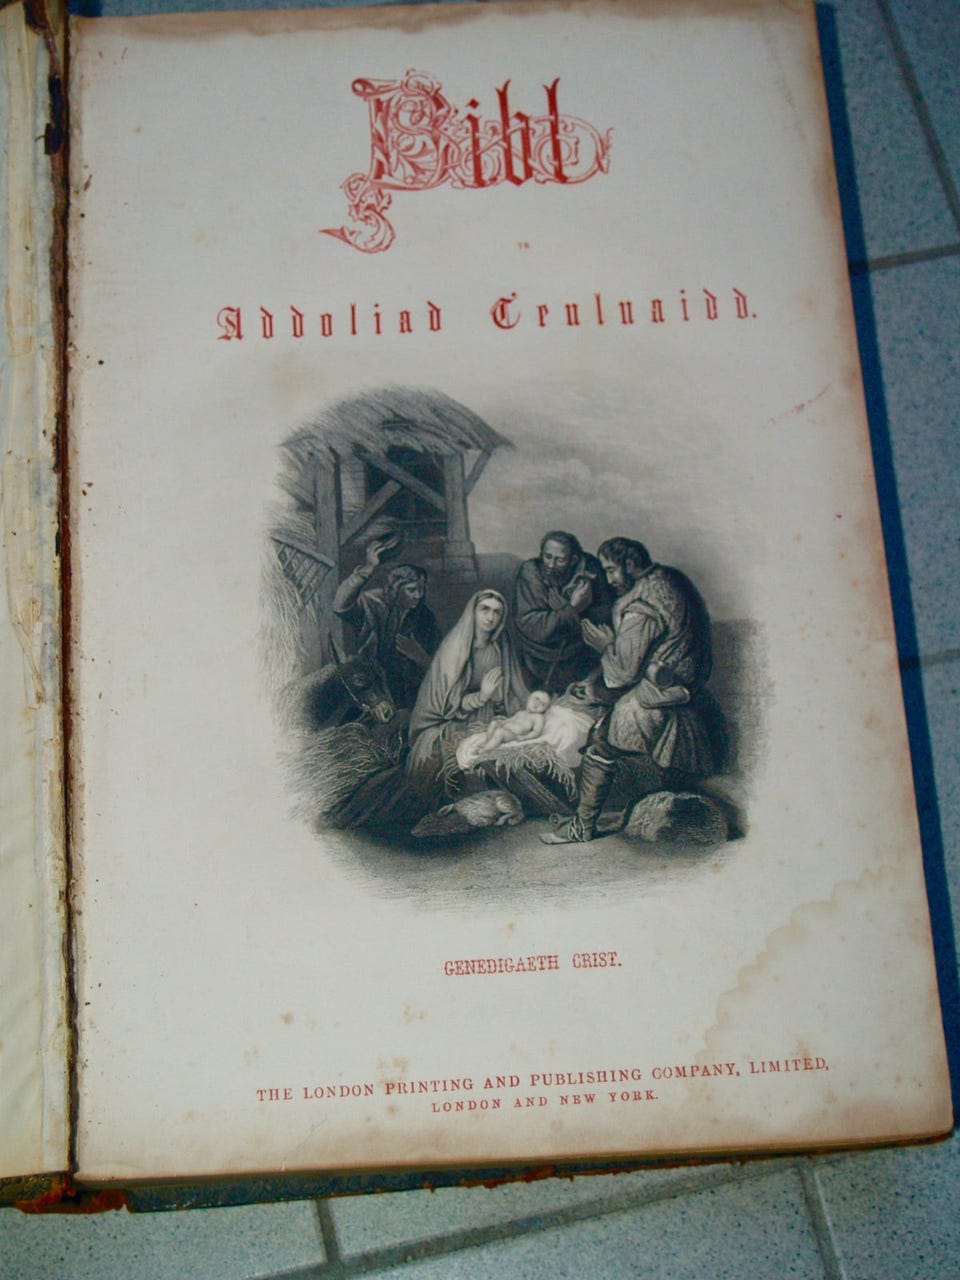 Bibl
YR
Addoliad Teuluaidd.
GENEDIGAETH CRIST.
THE LONDON PRINTING AND PUBLISHING COMPANY, LIMITED,
LONDON AND NEW YORK.